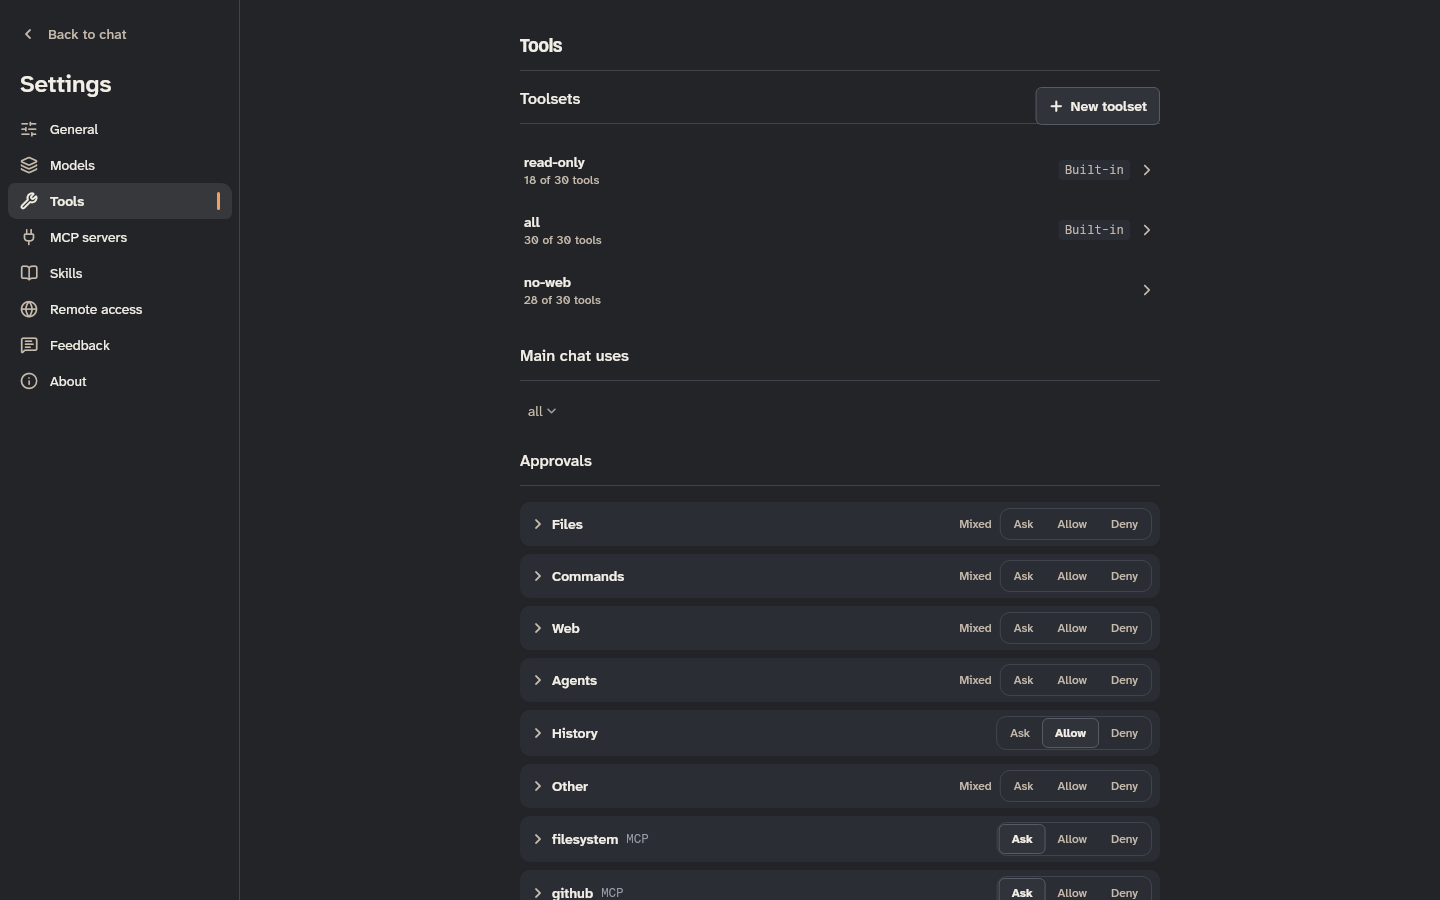 Back to chat
Settings
General
Models
Tools
MCP servers
Skills
Remote access
Feedback
About
Tools
Toolsets
New toolset
read-only
18 of 30 tools
Built-in
all
30 of 30 tools
Built-in
no-web
28 of 30 tools
Main chat uses
all
Approvals
Files Mixed Ask Allow Deny
Commands Mixed Ask Allow Deny
Web Mixed Ask Allow Deny
Agents Mixed Ask Allow Deny
History Ask Allow Deny
Other Mixed Ask Allow Deny
filesystem MCP Ask Allow Deny
github MCP Ask Allow Deny